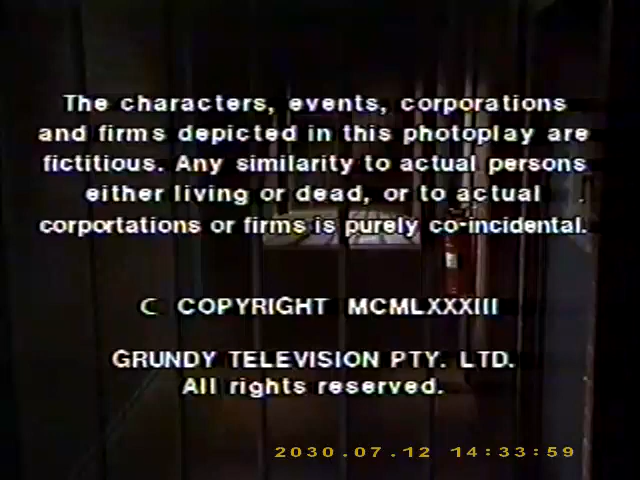 The characters, events, corporations
and firms depicted in this photoplay are
fictitious. Any similarity to actual persons
either living or dead, or to actual
corportations or firms is purely co-incidental.
C COPYRIGHT MCMLXXXIII
GRUNDY TELEVISION PTY. LTD.
All rights reserved.
2030.07.12 14:33:59